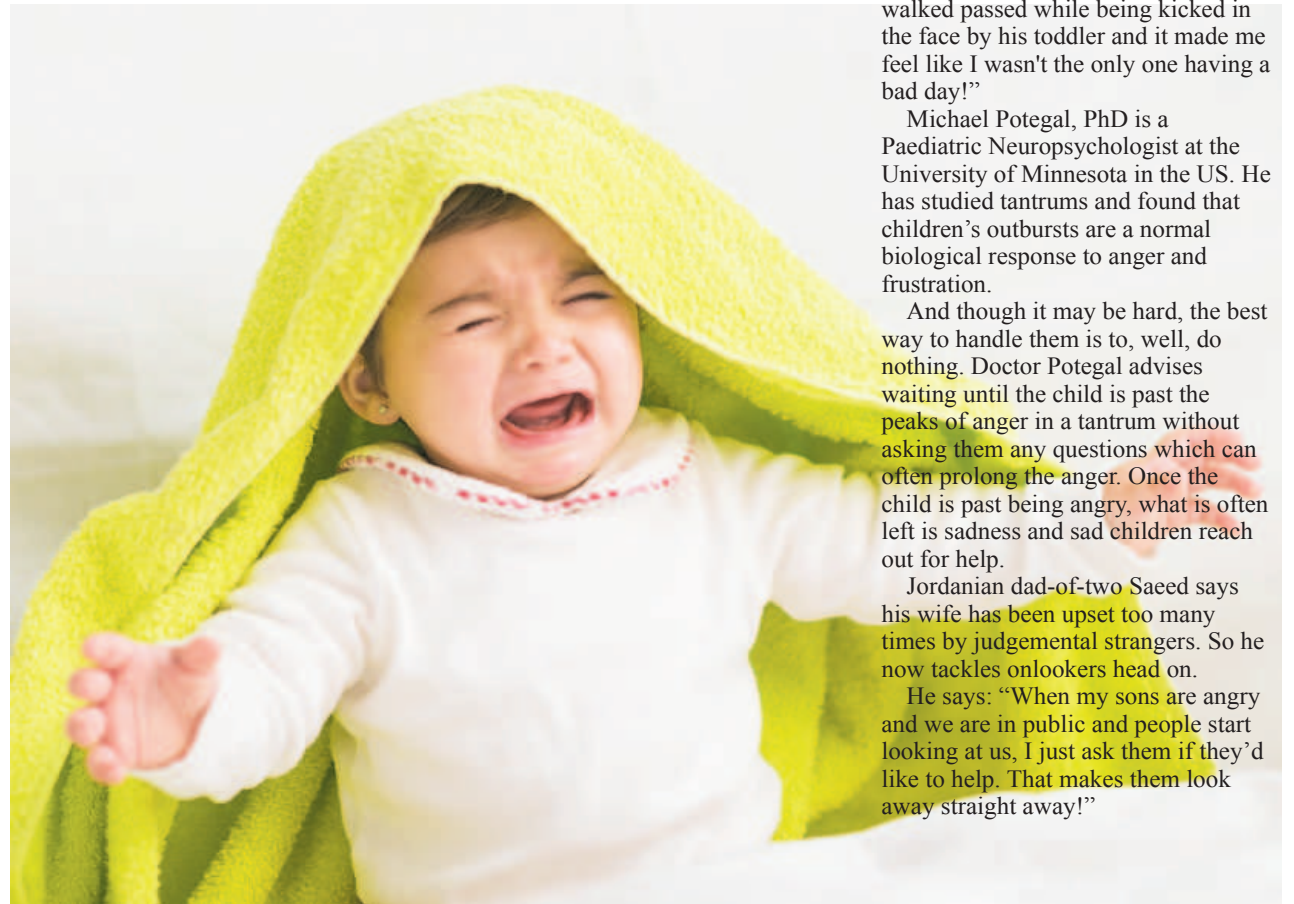 walked passed while being kicked in
the face by his toddler and it made me
feel like I wasn't the only one having a
bad day!”
Michael Potegal, PhD is a
Paediatric Neuropsychologist at the
University of Minnesota in the US. He
has studied tantrums and found that
children’s outbursts are a normal
biological response to anger and
frustration.
And though it may be hard, the best
way to handle them is to, well, do
nothing. Doctor Potegal advises
waiting until the child is past the
peaks of anger in a tantrum without
asking them any questions which can
often prolong the anger. Once the
child is past being angry, what is often
left is sadness and sad children reach
out for help.
Jordanian dad-of-two Saeed says
his wife has been upset too many
times by judgemental strangers. So he
now tackles onlookers head on.
He says: “When my sons are angry
and we are in public and people start
looking at us, I just ask them if they’d
like to help. That makes them look
away straight away!”